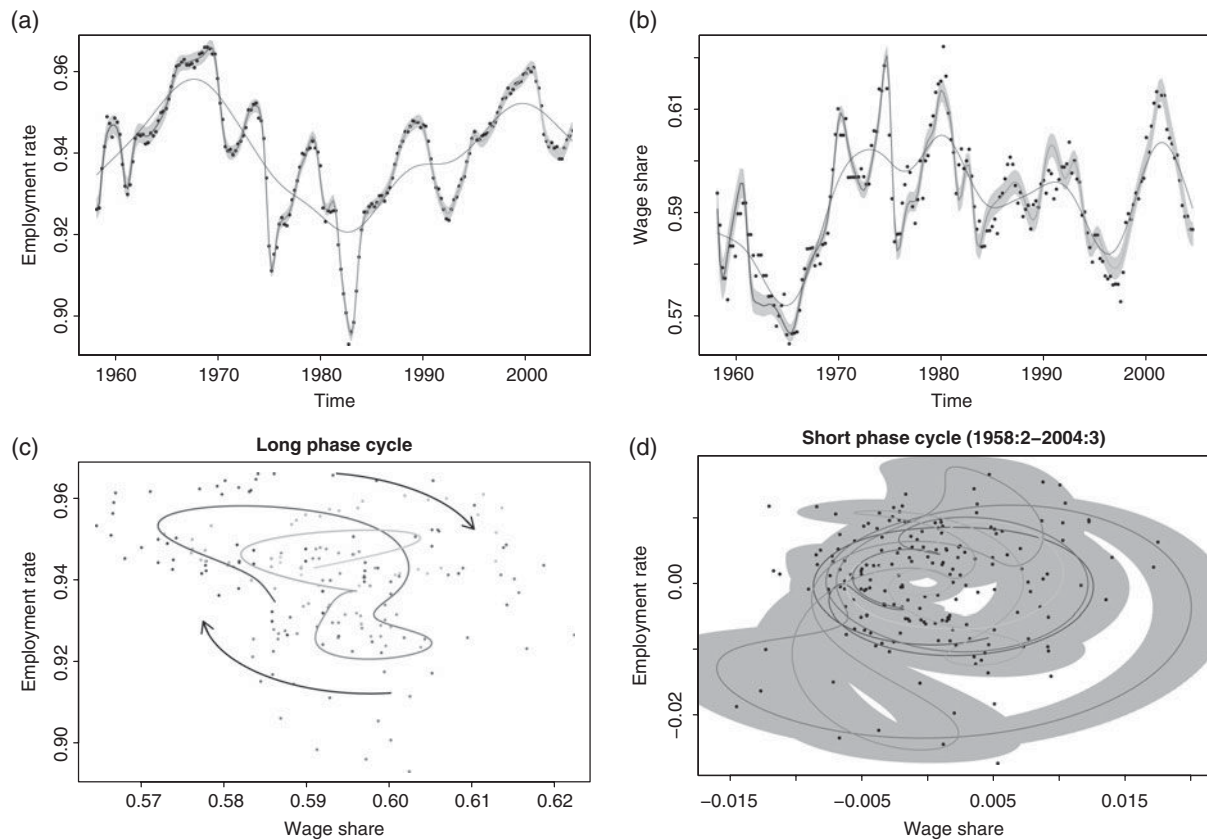 (a)
Employment rate
0.96
0.94
0.92
0.90
1960 1970 1980 1990 2000
Time
(b)
Wage share
0.61
0.59
0.57
1960 1970 1980 1990 2000
Time
(c)
Long phase cycle
Employment rate
0.96
0.94
0.92
0.90
0.57 0.58 0.59 0.60 0.61 0.62
Wage share
(d)
Short phase cycle (1958:2–2004:3)
Employment rate
0.00
−0.02
−0.015 −0.005 0.005 0.015
Wage share